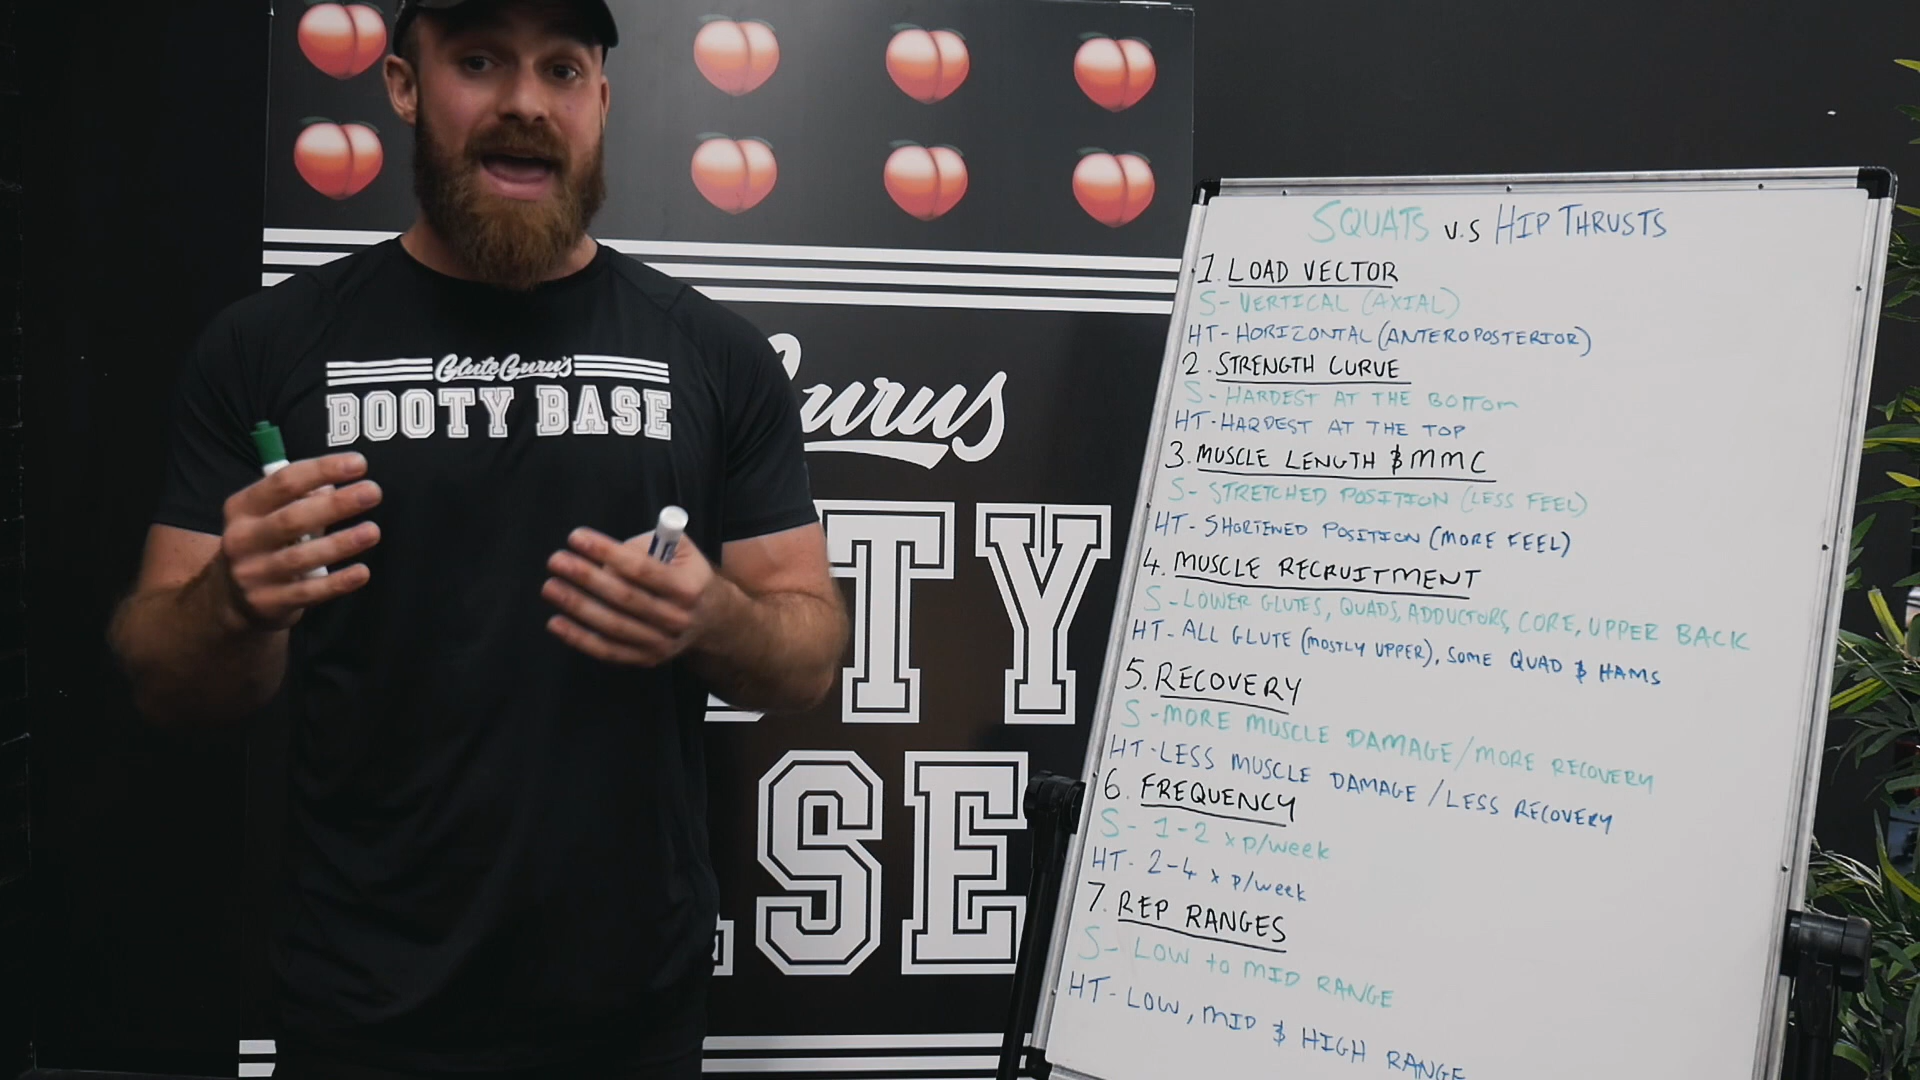 Glute Guru's
BOOTY BASE
Gurus
TY
SE
SQUATS V.S HIP THRUSTS
1. LOAD VECTOR
S- VERTICAL (AXIAL)
HT- HORIZONTAL (ANTEROPOSTERIOR)
2. STRENGTH CURVE
S- HARDEST AT THE BOTTOM
HT- HARDEST AT THE TOP
3. MUSCLE LENGTH & MMC
S- STRETCHED POSITION (LESS FEEL)
HT- SHORTENED POSITION (MORE FEEL)
4. MUSCLE RECRUITMENT
S- LOWER GLUTES, QUADS, ADDUCTORS, CORE, UPPER BACK
HT- ALL GLUTE (MOSTLY UPPER), SOME QUAD & HAMS
5. RECOVERY
S- MORE MUSCLE DAMAGE/MORE RECOVERY
HT- LESS MUSCLE DAMAGE/LESS RECOVERY
6. FREQUENCY
S- 1-2 x p/week
HT- 2-4 x p/week
7. REP RANGES
S- LOW to MID RANGE
HT- LOW, MID & HIGH RANGE